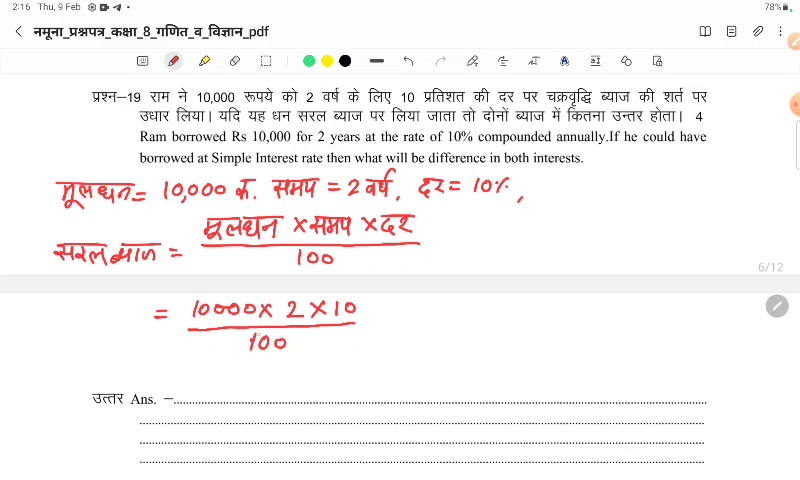 2:16 Thu, 9 Feb
78%
नमूना_प्रश्नपत्र_कक्षा_8_गणित_व_विज्ञान_pdf
प्रश्न–19 राम ने 10,000 रूपये को 2 वर्ष के लिए 10 प्रतिशत की दर पर चक्रवृद्धि ब्याज की शर्त पर
उधार लिया। यदि यह धन सरल ब्याज पर लिया जाता तो दोनों ब्याज में कितना उन्तर होता। 4
Ram borrowed Rs 10,000 for 2 years at the rate of 10% compounded annually.If he could have
borrowed at Simple Interest rate then what will be difference in both interests.
मूलधन = 10,000 रू. समय = 2 वर्ष, दर = 10%,
सरल ब्याज = मूलधन × समय × दर
100
6/12
= 10000 × 2 × 10
100
उत्तर Ans. –